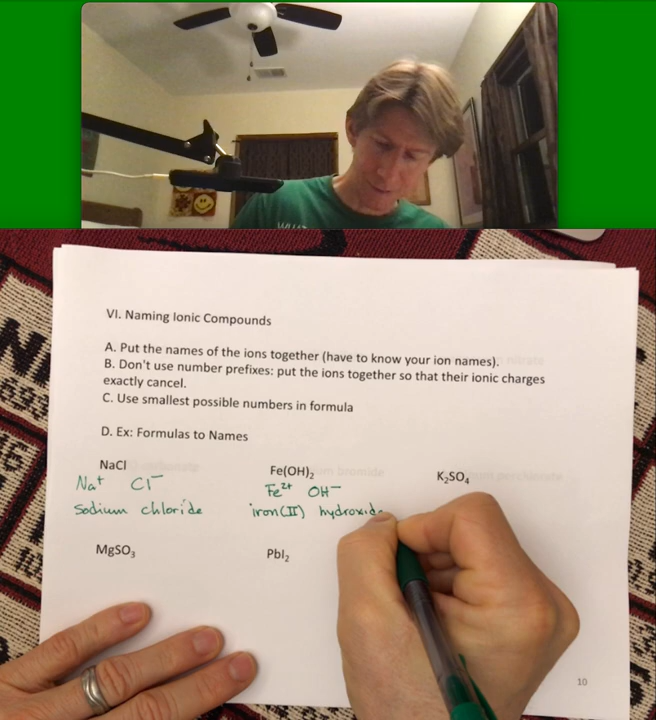 VI. Naming Ionic Compounds
A. Put the names of the ions together (have to know your ion names).
B. Don't use number prefixes: put the ions together so that their ionic charges
exactly cancel.
C. Use smallest possible numbers in formula
D. Ex: Formulas to Names
NaCl Fe(OH)₂ K₂SO₄
Na⁺ Cl⁻ Fe²⁺ OH⁻
sodium chloride iron(II) hydroxide
MgSO₃ PbI₂
10